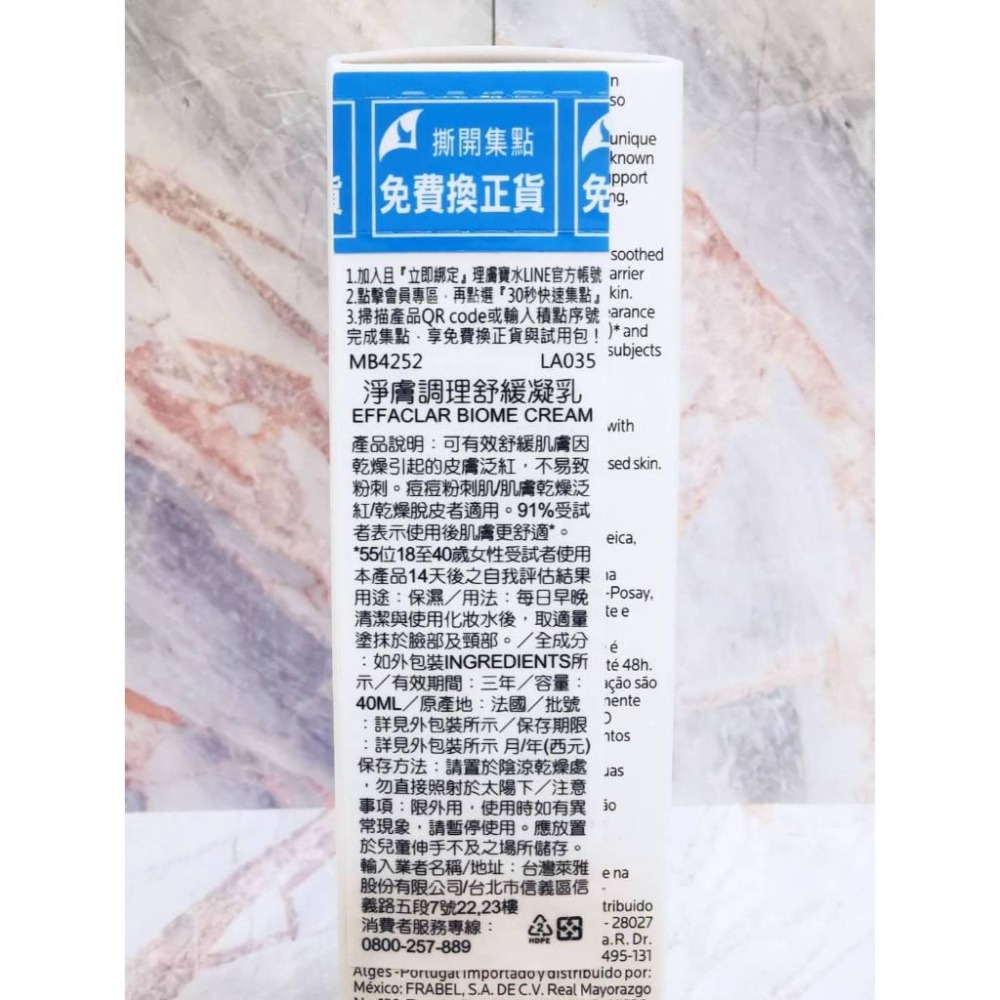 撕開集點
免費換正貨
貨
免
1.加入且『立即綁定』理膚寶水LINE官方帳號
2.點擊會員專區，再點選『30秒快速集點』
3.掃描產品QR code或輸入積點序號
完成集點，享免費換正貨與試用包！
MB4252 LA035
淨膚調理舒緩凝乳
EFFACLAR BIOME CREAM
產品說明：可有效舒緩肌膚因
乾燥引起的皮膚泛紅，不易致
粉刺。痘痘粉刺肌/肌膚乾燥泛
紅/乾燥脫皮者適用。91%受試
者表示使用後肌膚更舒適*。
*55位18至40歲女性受試者使用
本產品14天後之自我評估結果
用途：保濕／用法：每日早晚
清潔與使用化妝水後，取適量
塗抹於臉部及頸部。／全成分
：如外包裝INGREDIENTS所
示／有效期間：三年／容量：
40ML／原產地：法國／批號
：詳見外包裝所示／保存期限
：詳見外包裝所示 月/年(西元)
保存方法：請置於陰涼乾燥處
，勿直接照射於太陽下／注意
事項：限外用，使用時如有異
常現象，請暫停使用。應放置
於兒童伸手不及之場所儲存。
輸入業者名稱/地址：台灣萊雅
股份有限公司/台北市信義區信
義路五段7號22,23樓
消費者服務專線：
0800-257-889
2
HDPE
n
so
unique
known
pport
ng,
soothed
arrier
kin.
earance
)* and
subjects
with
sed skin.
eica,
na
-Posay,
te e
é
té 48h.
ação são
mente
O
ntos
uas
ão
e na
-
tribuido
- 28027
a.R. Dr.
495-131
Algés - Portugal Importado y distribuido por:
México: FRABEL, S.A. DE C.V. Real Mayorazgo